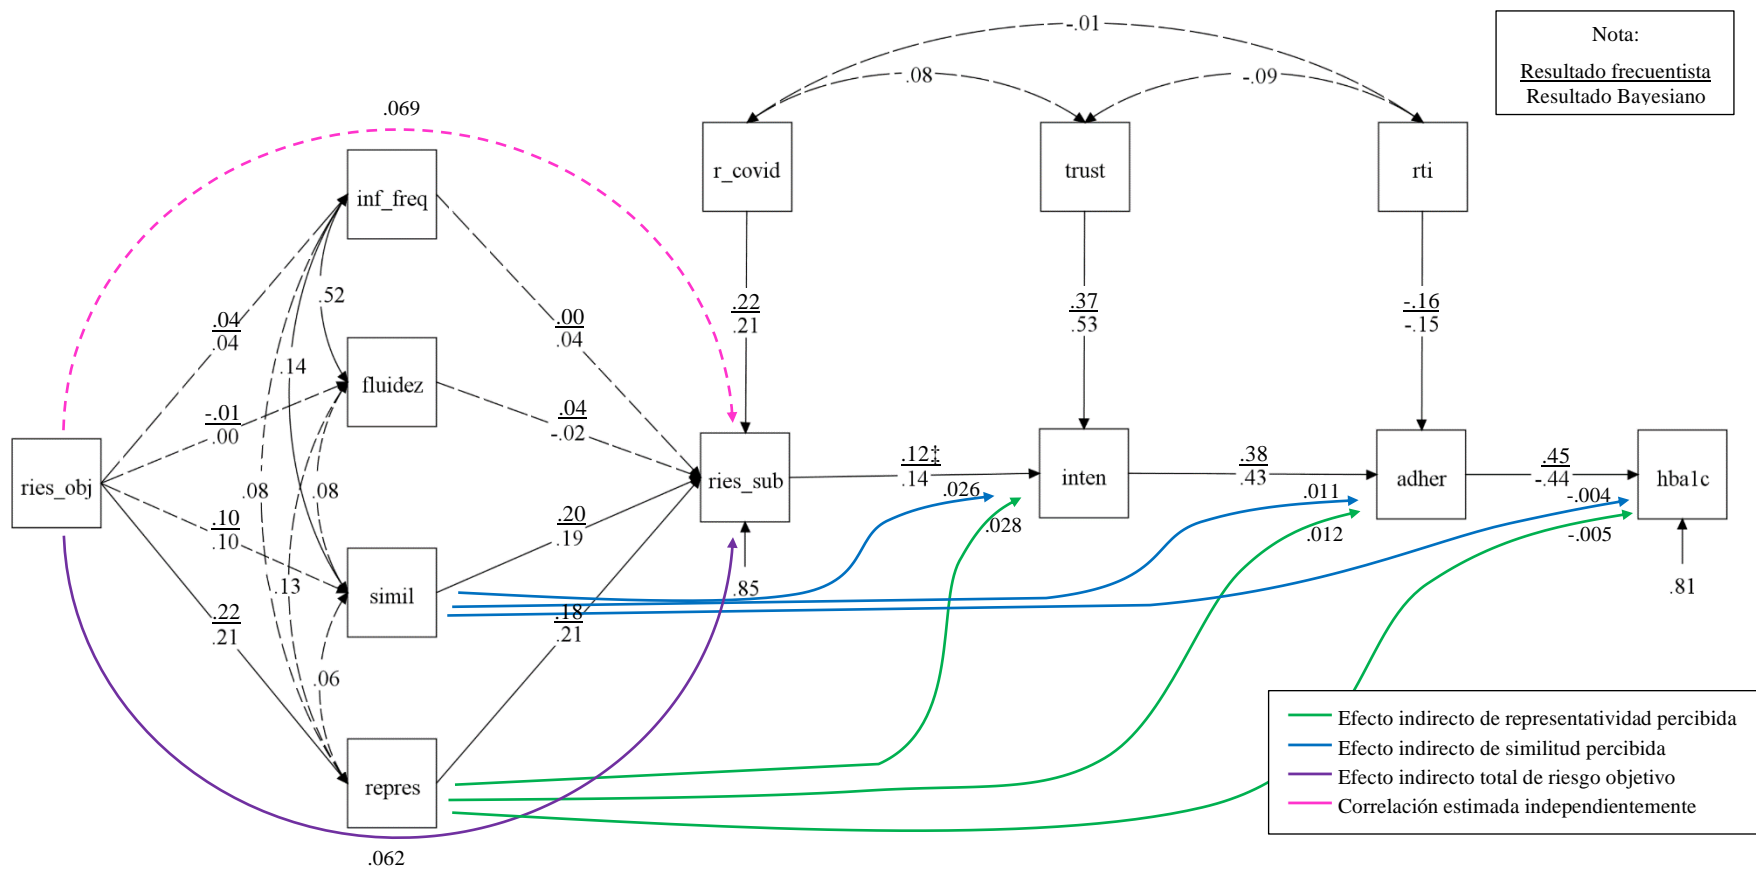 -.01
.08
-.09
Nota:
Resultado frecuentista
Resultado Bayesiano
.069
inf_freq
r_covid
trust
rti
.52
.04
.04
.00
.04
.22
.21
.37
.53
-.16
-.15
.14
fluidez
-.01
.00
.04
-.02
ries_obj
ries_sub
.12‡
.14
inten
.38
.43
adher
.45
-.44
hba1c
.08
.08
.026
.028
.011
.012
-.004
-.005
.10
.10
.20
.19
simil
.13
.85
.81
.22
.21
.18
.21
.06
repres
.062
Efecto indirecto de representatividad percibida
Efecto indirecto de similitud percibida
Efecto indirecto total de riesgo objetivo
Correlación estimada independientemente